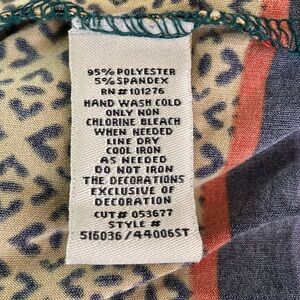 95% POLYESTER
5% SPANDEX
RN# 101276
HAND WASH COLD
ONLY NON
CHLORINE BLEACH
WHEN NEEDED
LINE DRY
COOL IRON
AS NEEDED
DO NOT IRON
THE DECORATIONS
EXCLUSIVE OF
DECORATION
CUT# 053677
STYLE#
516036/44006ST